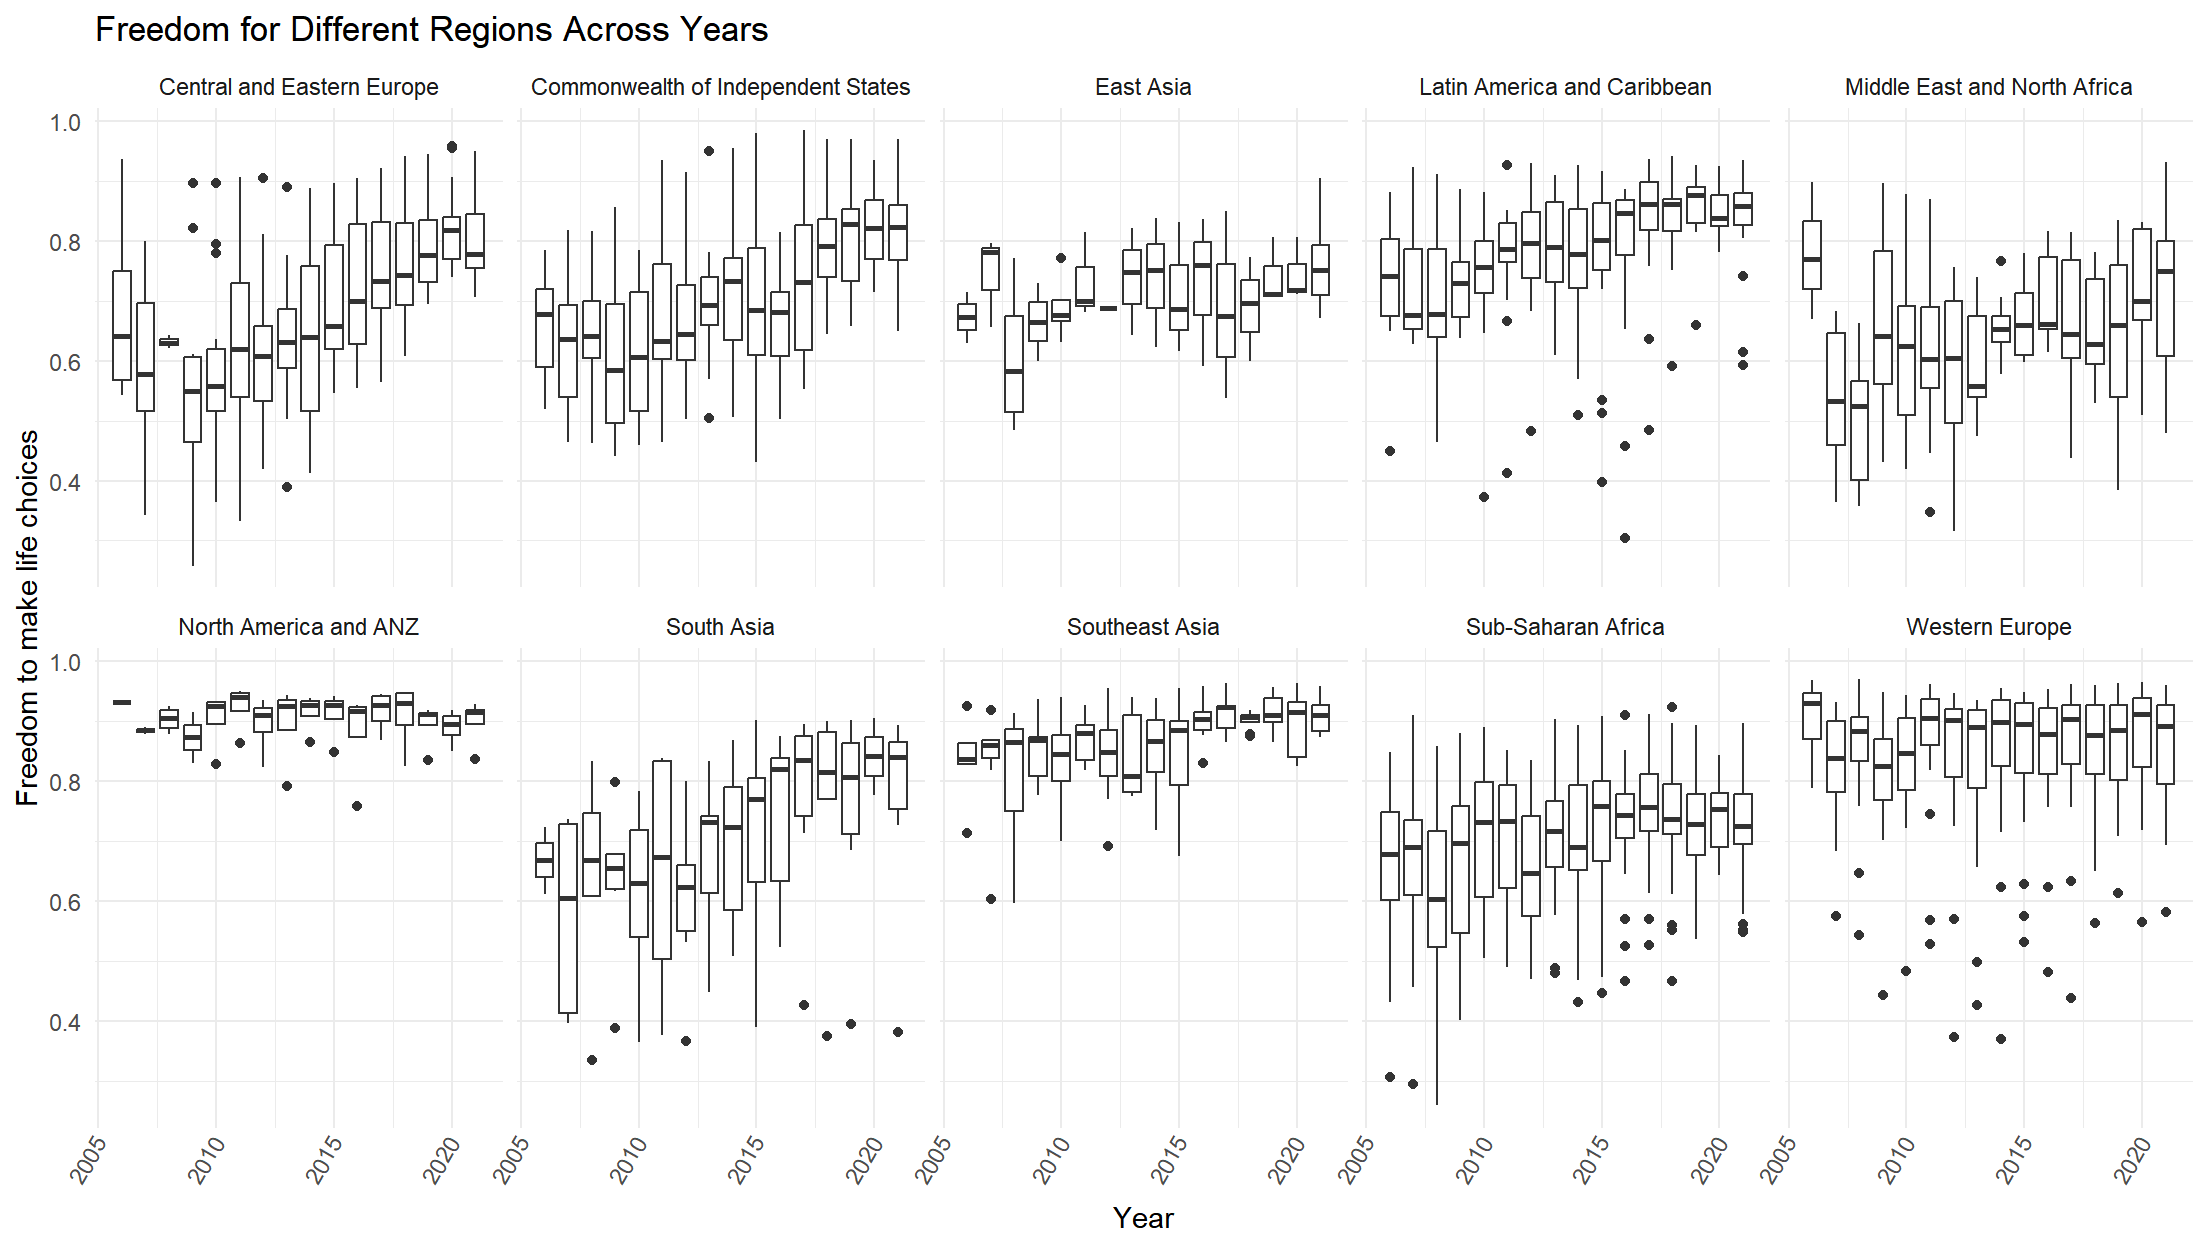 Freedom for Different Regions Across Years
Central and Eastern Europe
Commonwealth of Independent States
East Asia
Latin America and Caribbean
Middle East and North Africa
1.0
0.8
0.6
0.4
Freedom to make life choices
North America and ANZ
South Asia
Southeast Asia
Sub-Saharan Africa
Western Europe
1.0
0.8
0.6
0.4
2005 2010 2015 2020
2005 2010 2015 2020
2005 2010 2015 2020
2005 2010 2015 2020
2005 2010 2015 2020
Year